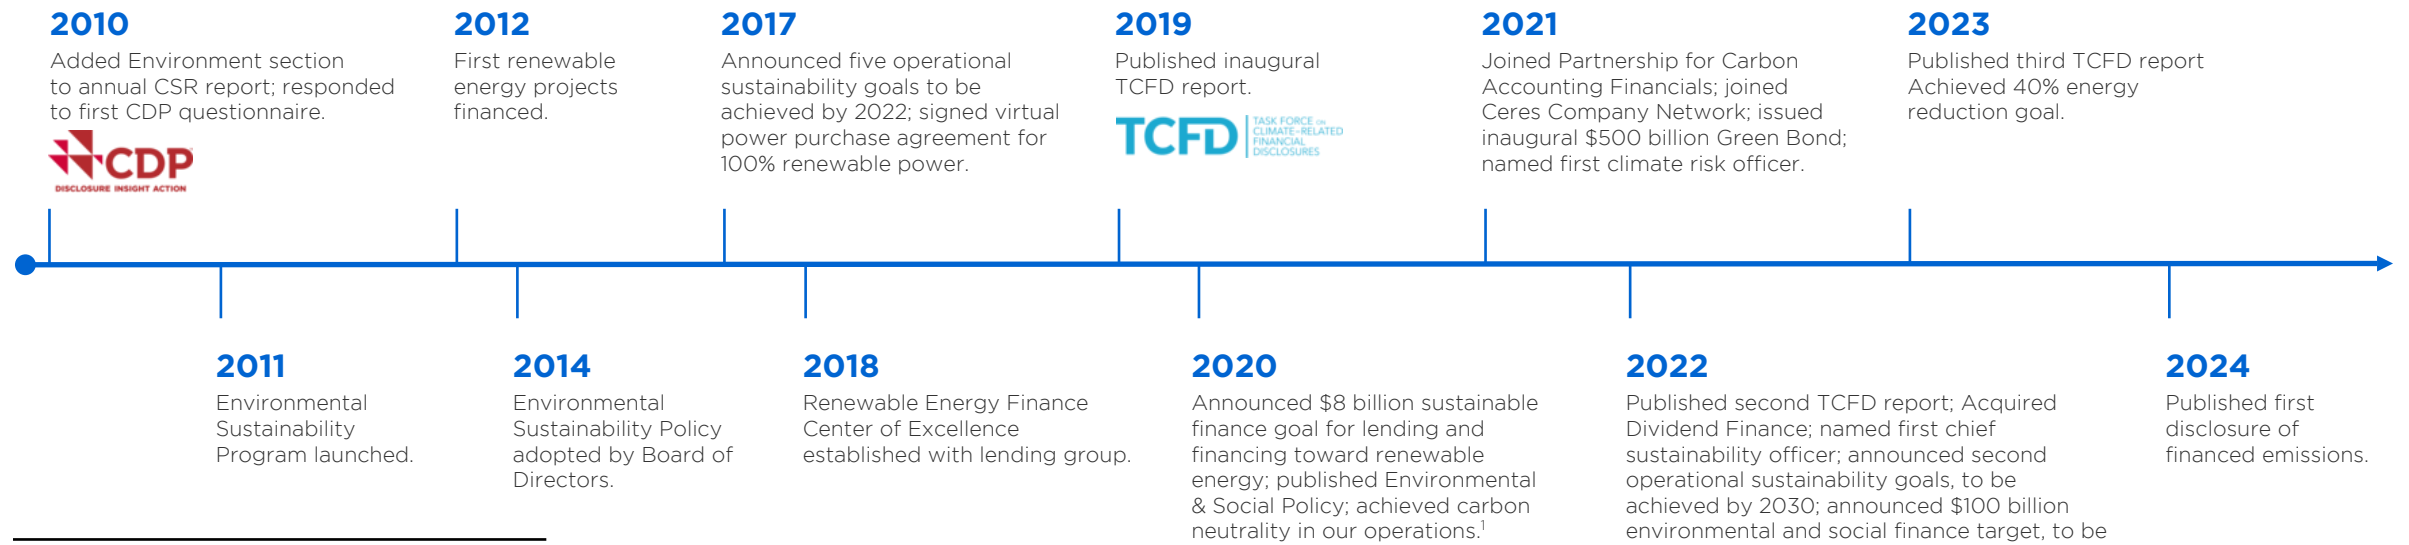 2010
Added Environment section
to annual CSR report; responded
to first CDP questionnaire.
CDP
DISCLOSURE INSIGHT ACTION
2012
First renewable
energy projects
financed.
2017
Announced five operational
sustainability goals to be
achieved by 2022; signed virtual
power purchase agreement for
100% renewable power.
2019
Published inaugural
TCFD report.
TCFD
TASK FORCE ON
CLIMATE-RELATED
FINANCIAL
DISCLOSURES
2021
Joined Partnership for Carbon
Accounting Financials; joined
Ceres Company Network; issued
inaugural $500 billion Green Bond;
named first climate risk officer.
2023
Published third TCFD report
Achieved 40% energy
reduction goal.
2011
Environmental
Sustainability
Program launched.
2014
Environmental
Sustainability Policy
adopted by Board of
Directors.
2018
Renewable Energy Finance
Center of Excellence
established with lending group.
2020
Announced $8 billion sustainable
finance goal for lending and
financing toward renewable
energy; published Environmental
& Social Policy; achieved carbon
neutrality in our operations.1
2022
Published second TCFD report; Acquired
Dividend Finance; named first chief
sustainability officer; announced second
operational sustainability goals, to be
achieved by 2030; announced $100 billion
environmental and social finance target, to be
2024
Published first
disclosure of
financed emissions.